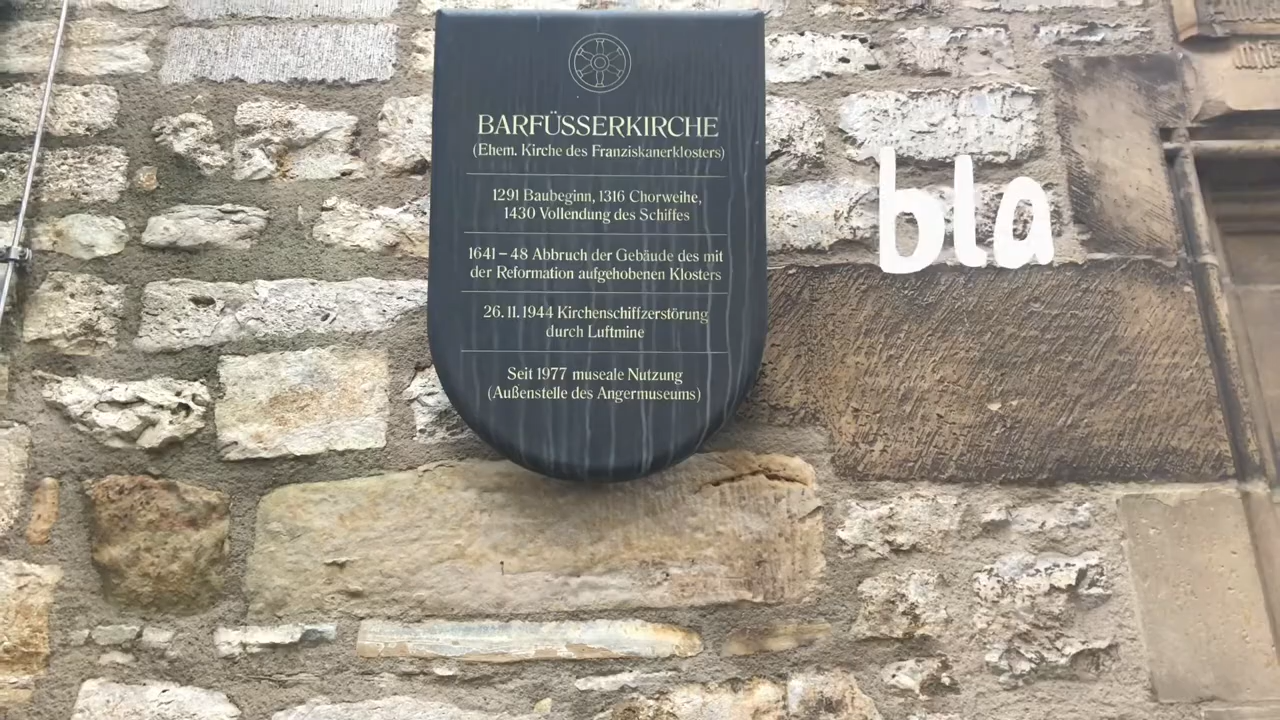 BARFÜSSERKIRCHE
(Ehem. Kirche des Franziskanerklosters)
1291 Baubeginn, 1316 Chorweihe,
1430 Vollendung des Schiffes
1641 – 48 Abbruch der Gebäude des mit
der Reformation aufgehobenen Klosters
26. 11. 1944 Kirchenschiffzerstörung
durch Luftmine
Seit 1977 museale Nutzung
(Außenstelle des Angermuseums)
bla